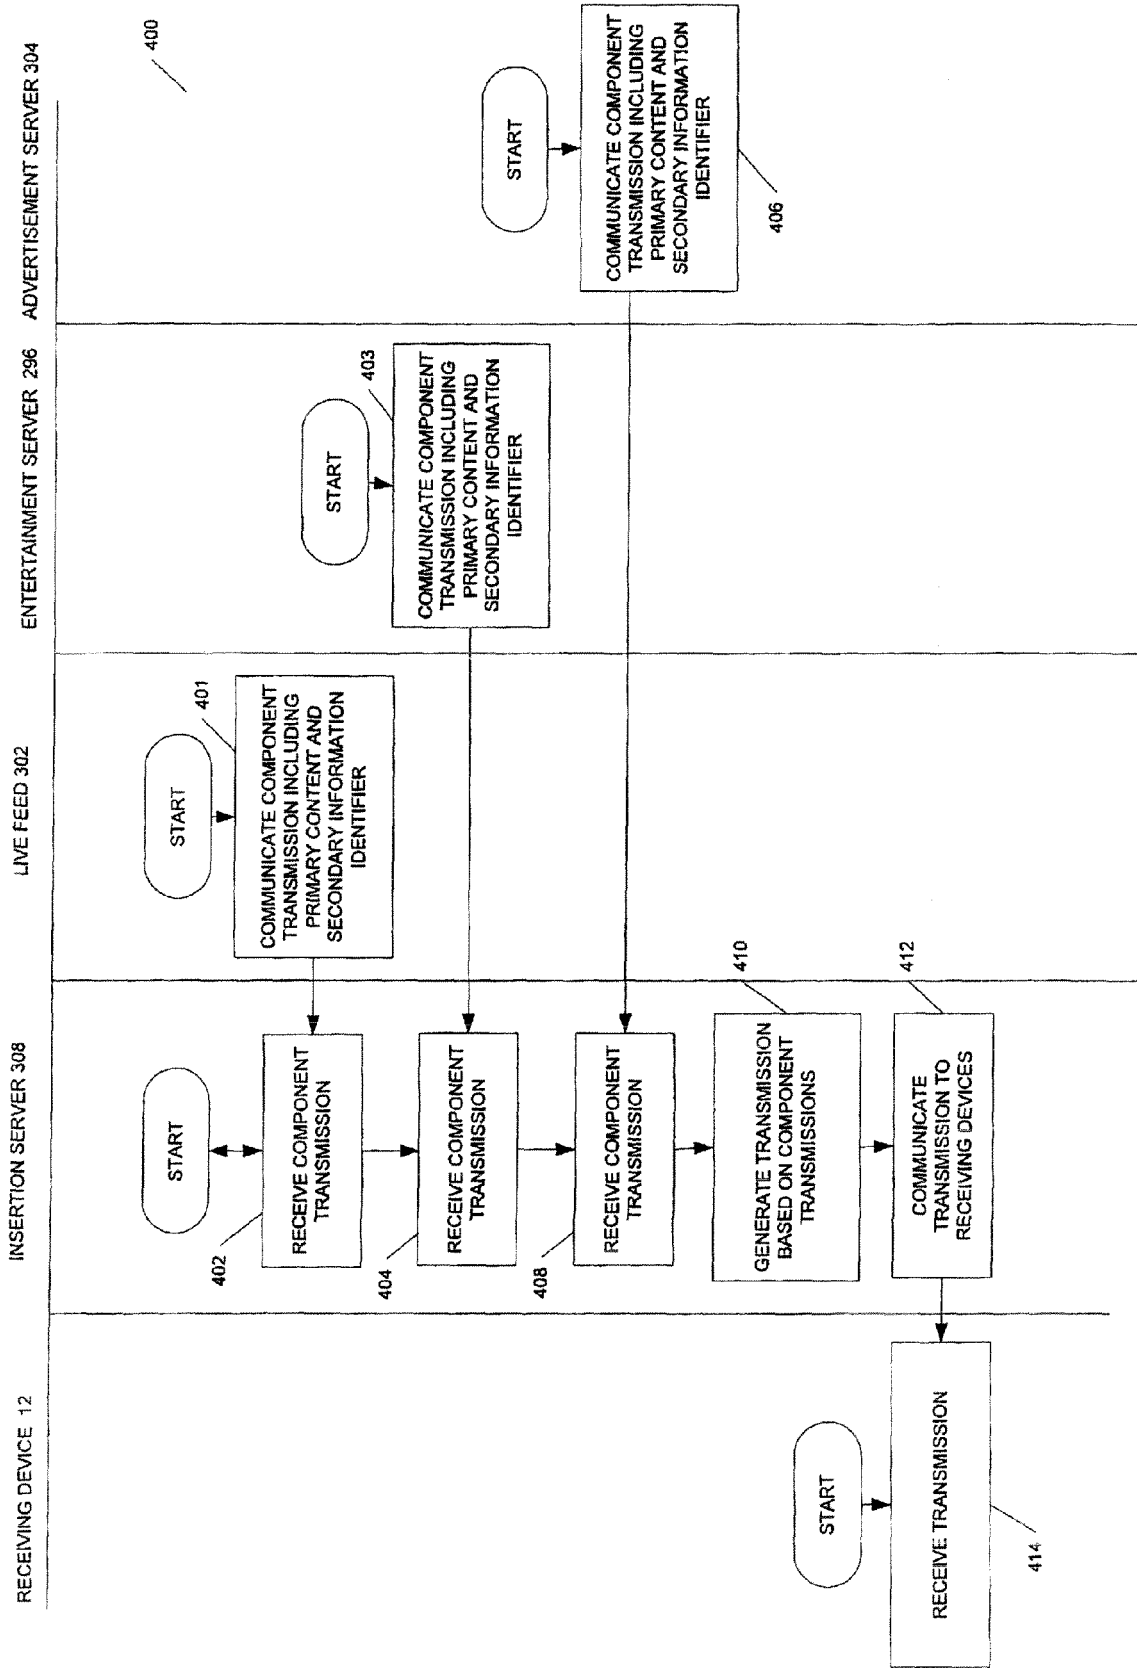 RECEIVING DEVICE 12
INSERTION SERVER 308
LIVE FEED 302
ENTERTAINMENT SERVER 296
ADVERTISEMENT SERVER 304
400
START
START
401
COMMUNICATE COMPONENT
TRANSMISSION INCLUDING
PRIMARY CONTENT AND
SECONDARY INFORMATION
IDENTIFIER
402
RECEIVE COMPONENT
TRANSMISSION
START
403
COMMUNICATE COMPONENT
TRANSMISSION INCLUDING
PRIMARY CONTENT AND
SECONDARY INFORMATION
IDENTIFIER
404
RECEIVE COMPONENT
TRANSMISSION
START
COMMUNICATE COMPONENT
TRANSMISSION INCLUDING
PRIMARY CONTENT AND
SECONDARY INFORMATION
IDENTIFIER
406
408
RECEIVE COMPONENT
TRANSMISSION
410
GENERATE TRANSMISSION
BASED ON COMPONENT
TRANSMISSIONS
412
COMMUNICATE
TRANSMISSION TO
RECEIVING DEVICES
START
RECEIVE TRANSMISSION
414